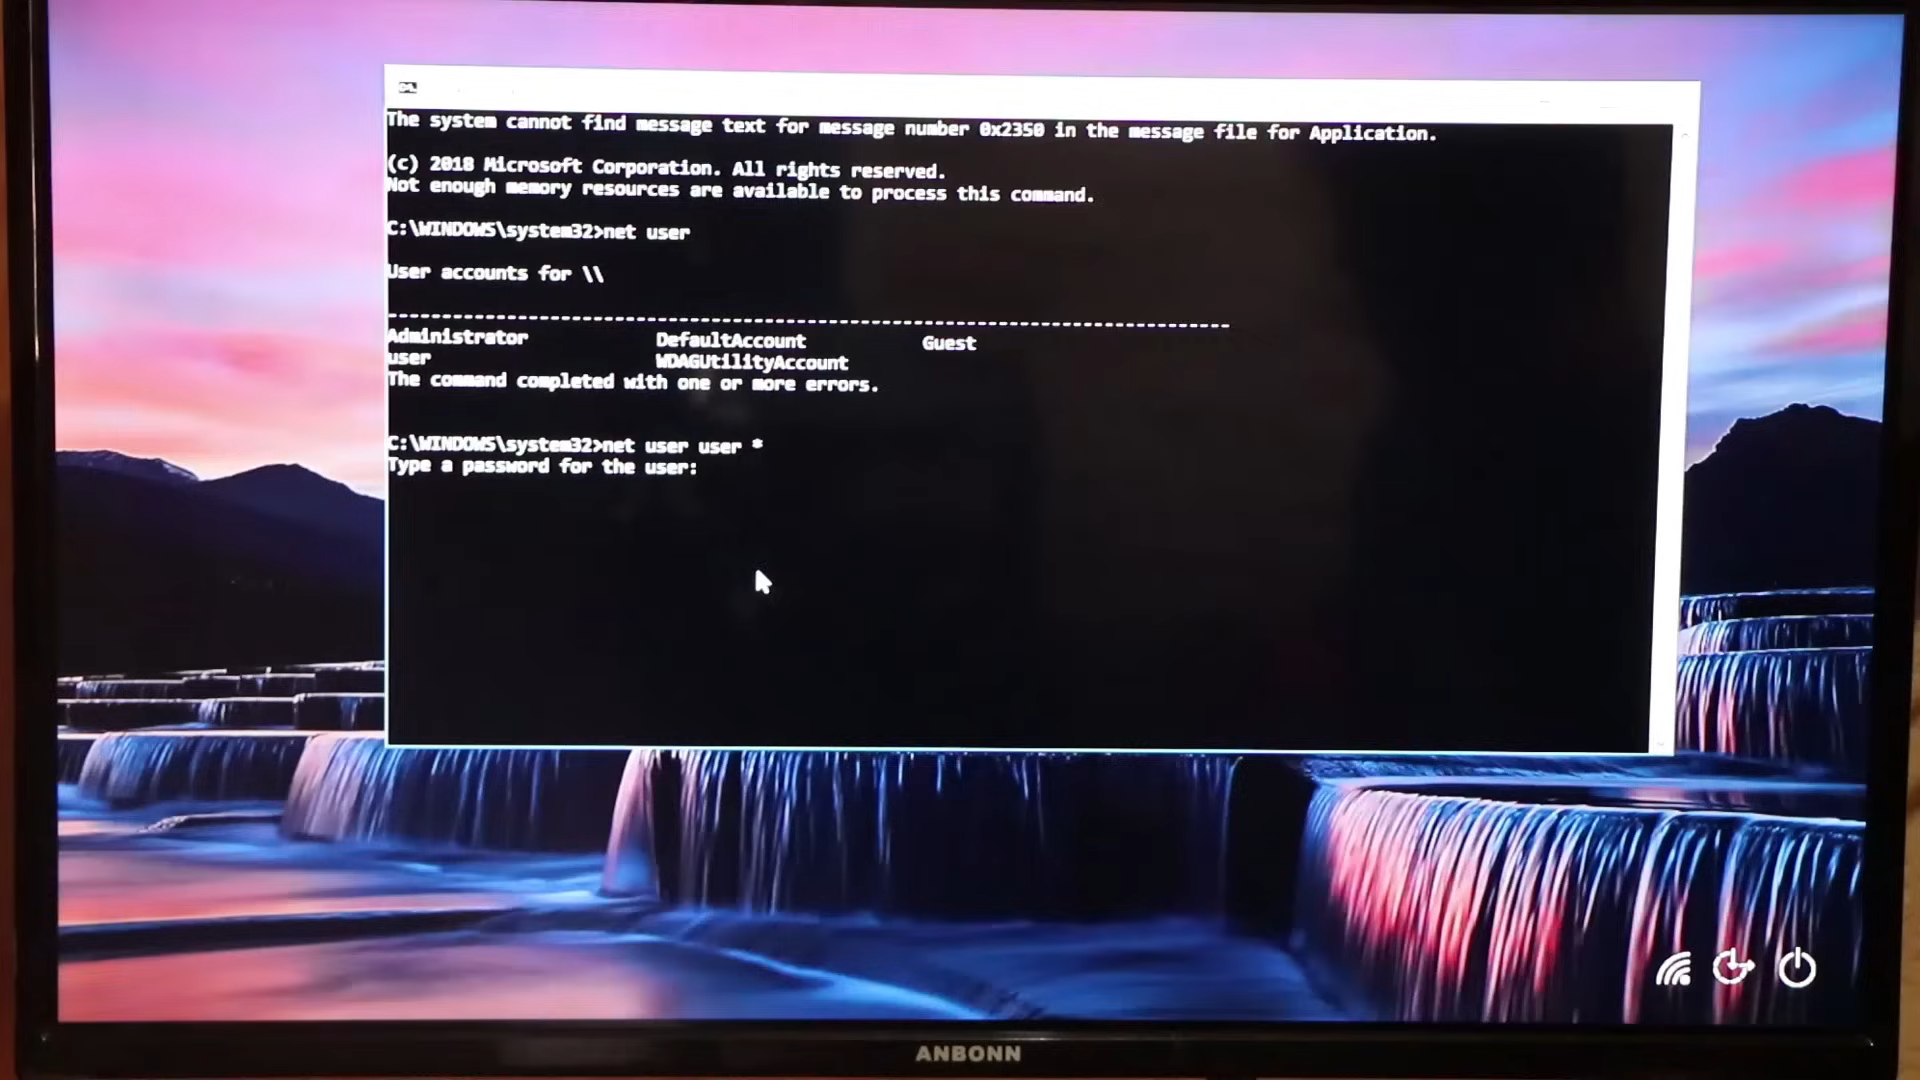 The system cannot find message text for message number 0x2350 in the message file for Application.
(c) 2018 Microsoft Corporation. All rights reserved.
Not enough memory resources are available to process this command.
C:\WINDOWS\system32>net user
User accounts for \\
-------------------------------------------------------------------------------
Administrator DefaultAccount Guest
user WDAGUtilityAccount
The command completed with one or more errors.
C:\WINDOWS\system32>net user user *
Type a password for the user:
ANBONN